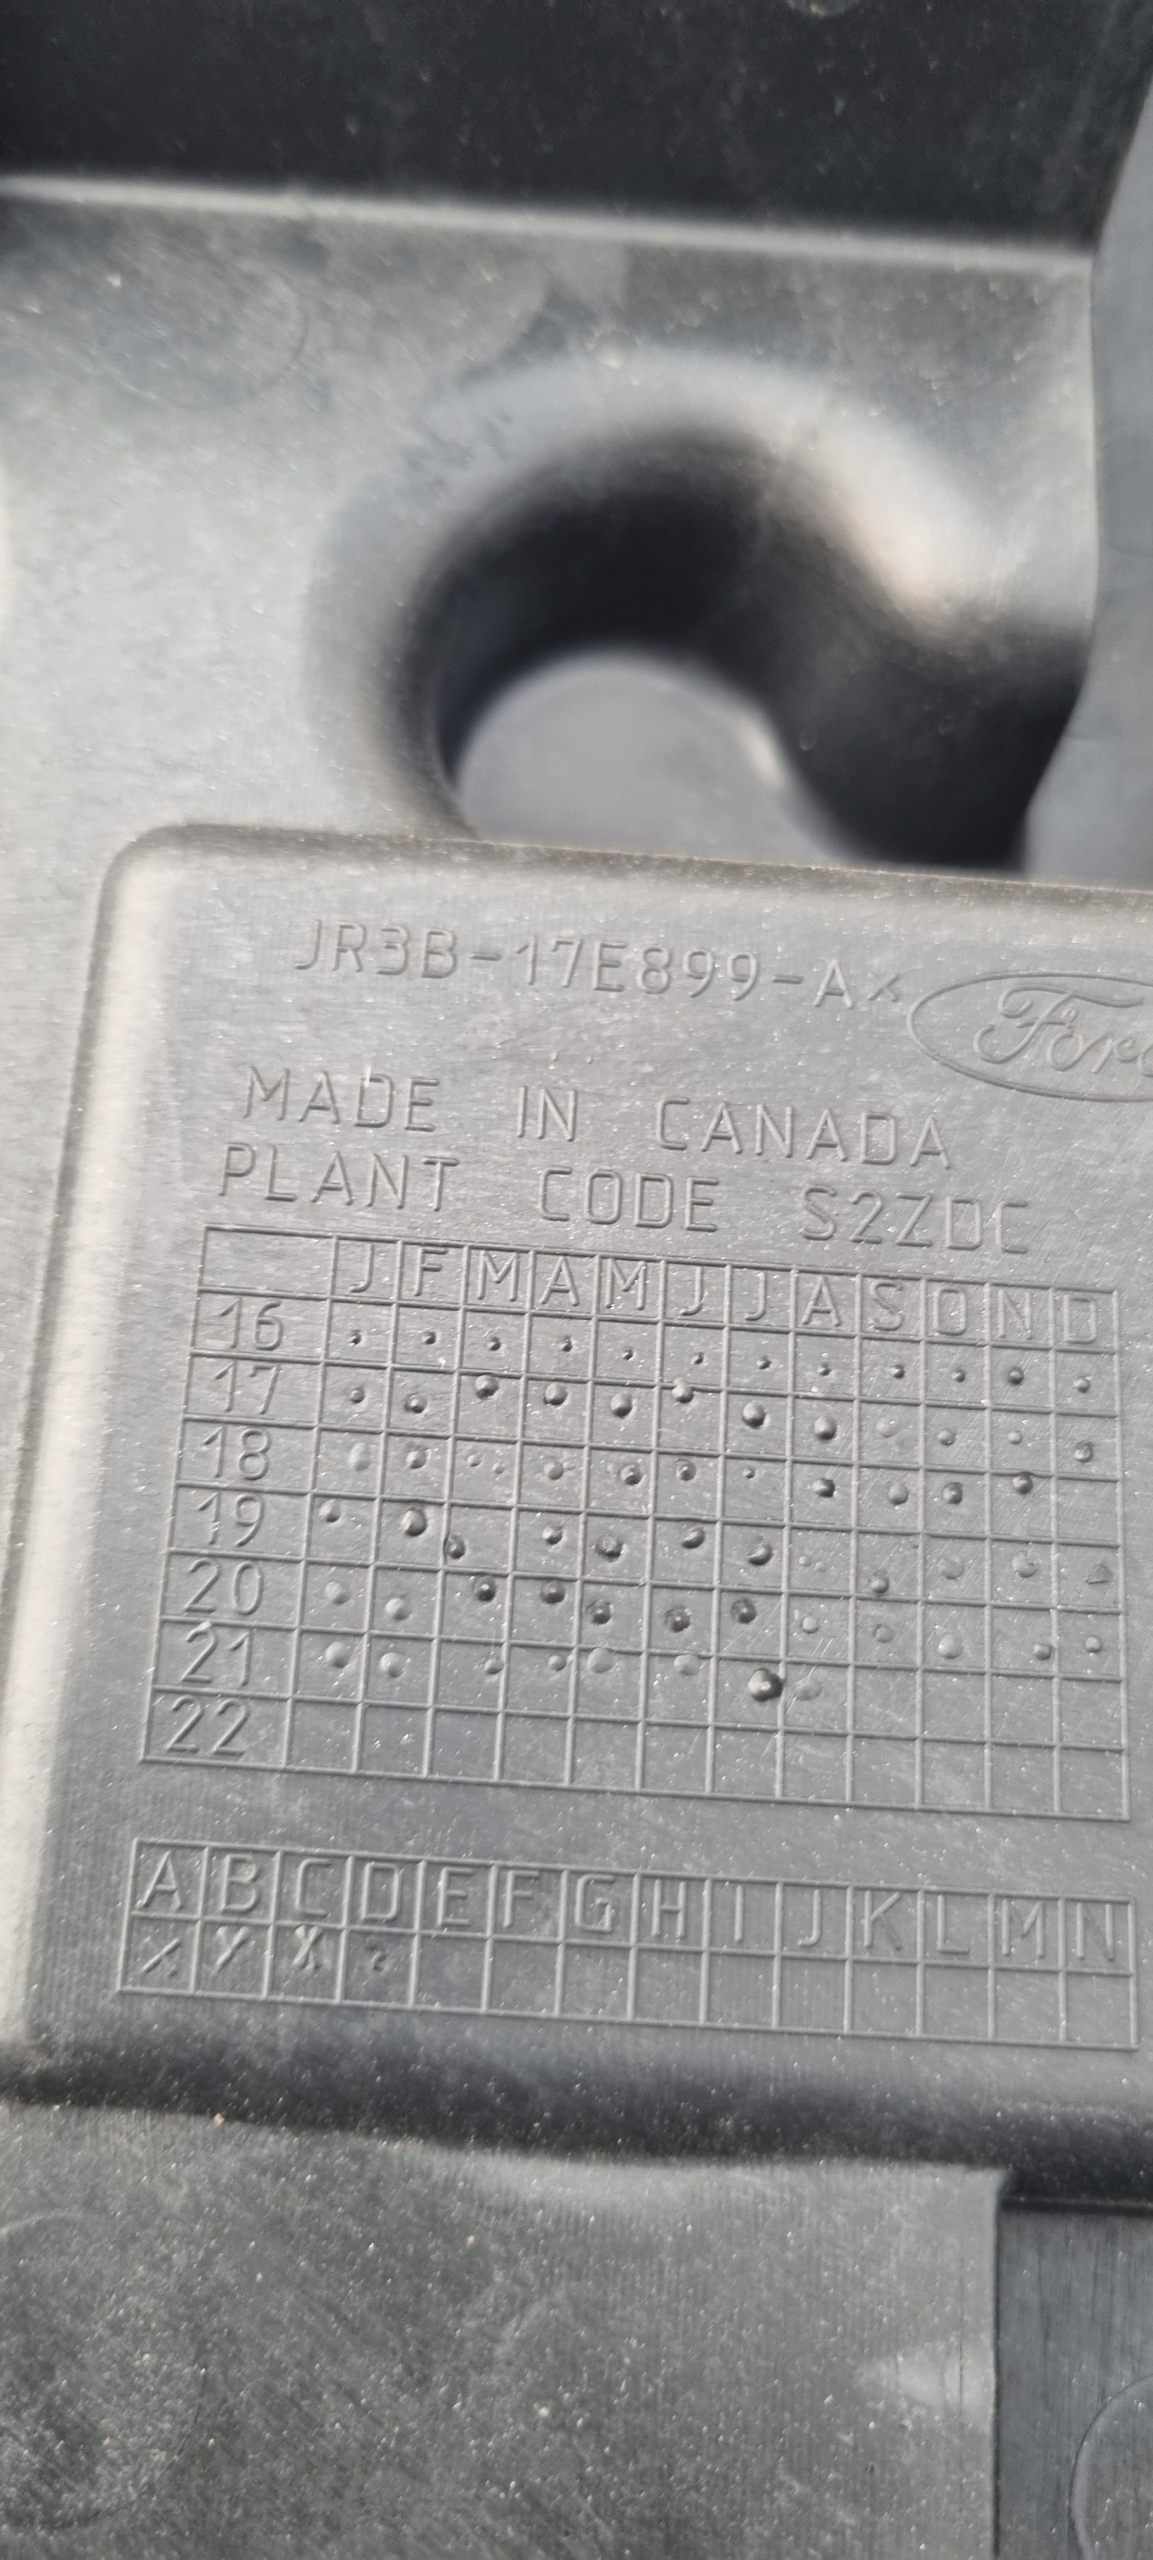 JR3B-17E899-A×
Ford
MADE IN CANADA
PLANT CODE S2ZDC
J F M A M J J A S O N D
16
17
18
19
20
21
22
A B C D E F G H I J K L M N
X Y X